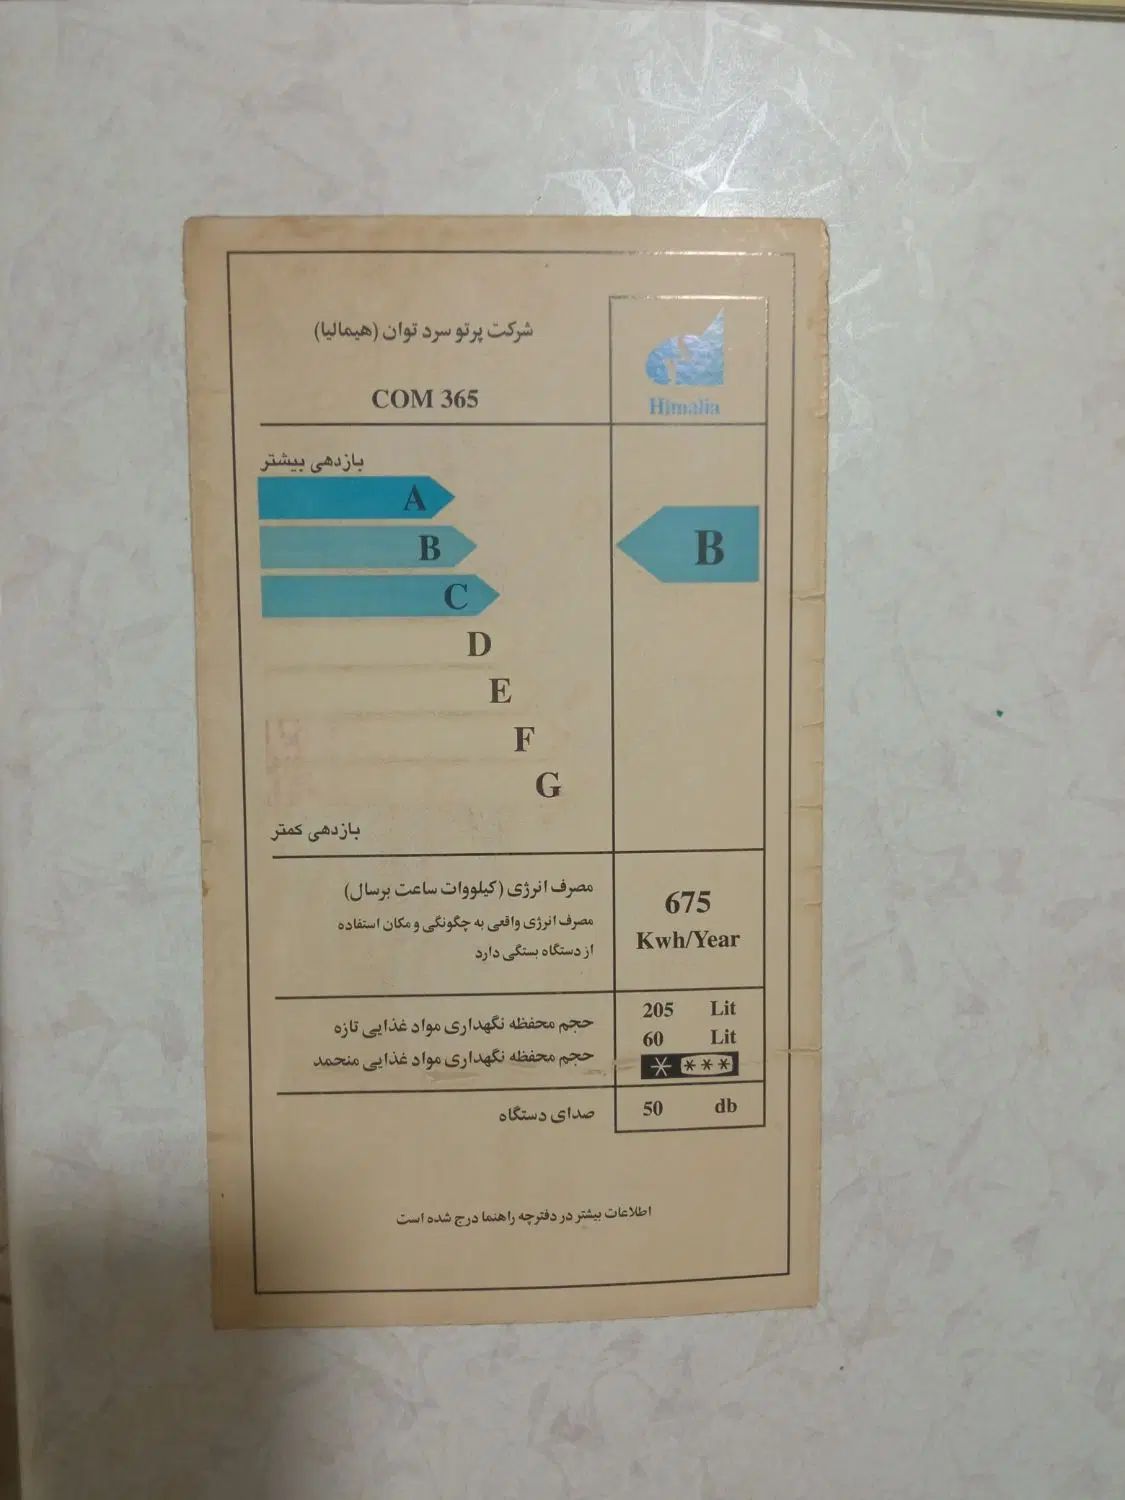 شرکت پرتو سرد توان (هیمالیا)
COM 365
Himalia
بازدهی بیشتر
A
B
B
C
D
E
F
G
بازدهی کمتر
مصرف انرژی (کیلووات ساعت برسال)
675
Kwh/Year
مصرف انرژی واقعی به چگونگی و مکان استفاده
از دستگاه بستگی دارد
حجم محفظه نگهداری مواد غذایی تازه
205 Lit
حجم محفظه نگهداری مواد غذایی منجمد
60 Lit
صدای دستگاه
50 db
اطلاعات بیشتر در دفترچه راهنما درج شده است